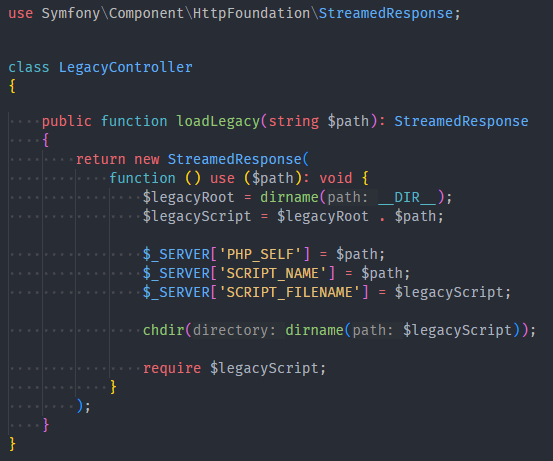 use Symfony\Component\HttpFoundation\StreamedResponse;
class LegacyController
{
    public function loadLegacy(string $path): StreamedResponse
    {
        return new StreamedResponse(
            function () use ($path): void {
                $legacyRoot = dirname(path: __DIR__);
                $legacyScript = $legacyRoot . $path;
                $_SERVER['PHP_SELF'] = $path;
                $_SERVER['SCRIPT_NAME'] = $path;
                $_SERVER['SCRIPT_FILENAME'] = $legacyScript;
                chdir(directory: dirname(path: $legacyScript));
                require $legacyScript;
            }
        );
    }
}